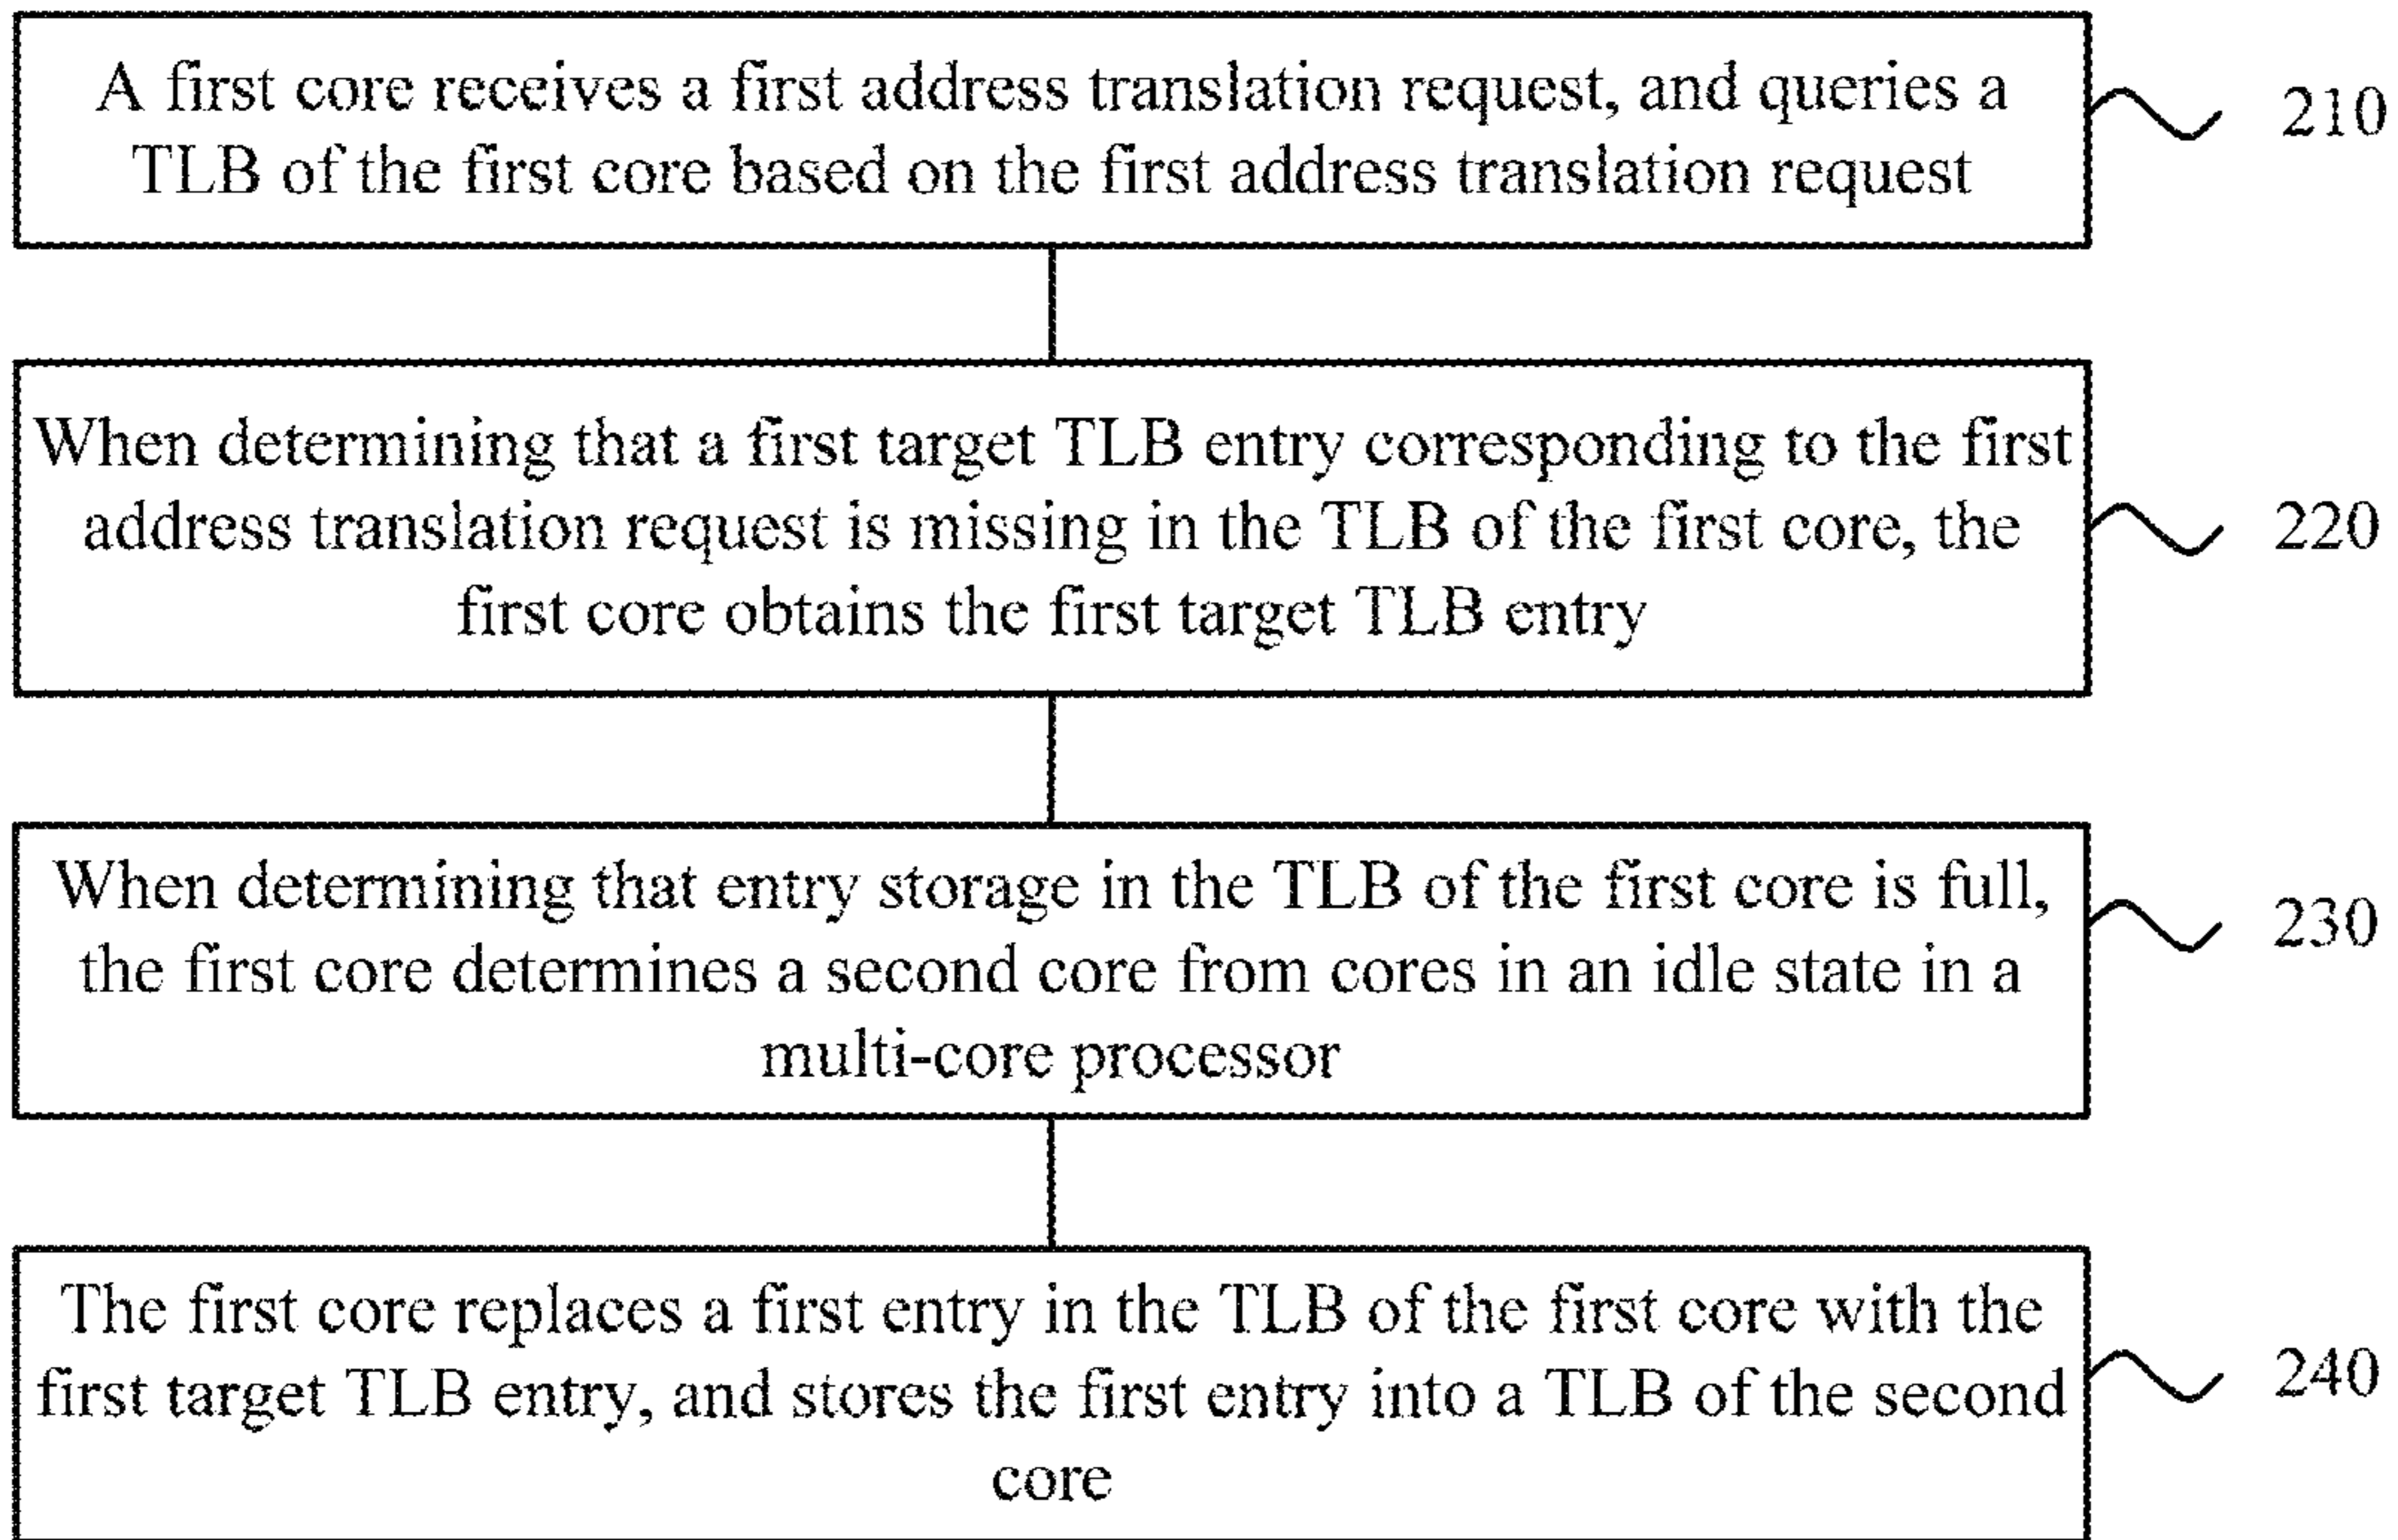 A first core receives a first address translation request, and queries a
TLB of the first core based on the first address translation request
210
When determining that a first target TLB entry corresponding to the first
address translation request is missing in the TLB of the first core, the
first core obtains the first target TLB entry
220
When determining that entry storage in the TLB of the first core is full,
the first core determines a second core from cores in an idle state in a
multi-core processor
230
The first core replaces a first entry in the TLB of the first core with the
first target TLB entry, and stores the first entry into a TLB of the second
core
240